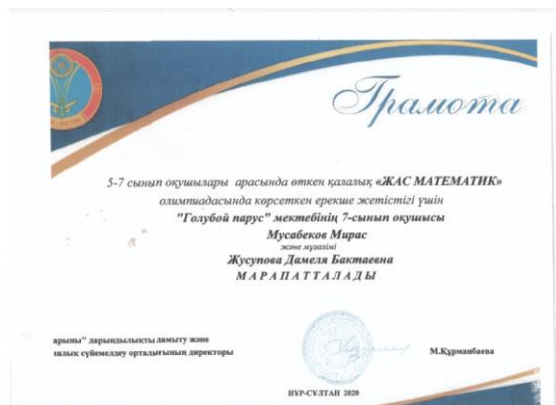 Грамота
5-7 сынып оқушылары арасында өткен қалалық «ЖАС МАТЕМАТИК»
олимпиадасында көрсеткен ерекше жетістігі үшін
"Голубой парус" мектебінің 7-сынып оқушысы
Мусабеков Мирас
және мұғалімі
Жусупова Дамеля Бактаевна
МАРАПАТТАЛАДЫ
арыны" дарындылықты дамыту және
ялық сүйемелдеу орталығының директоры
М.Құрманбаева
НҰР-СҰЛТАН 2020